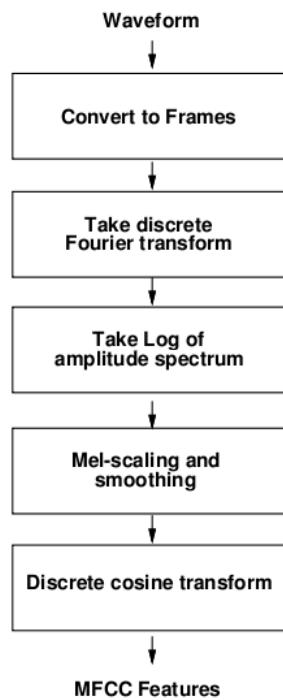 Waveform
Convert to Frames
Take discrete
Fourier transform
Take Log of
amplitude spectrum
Mel-scaling and
smoothing
Discrete cosine transform
MFCC Features